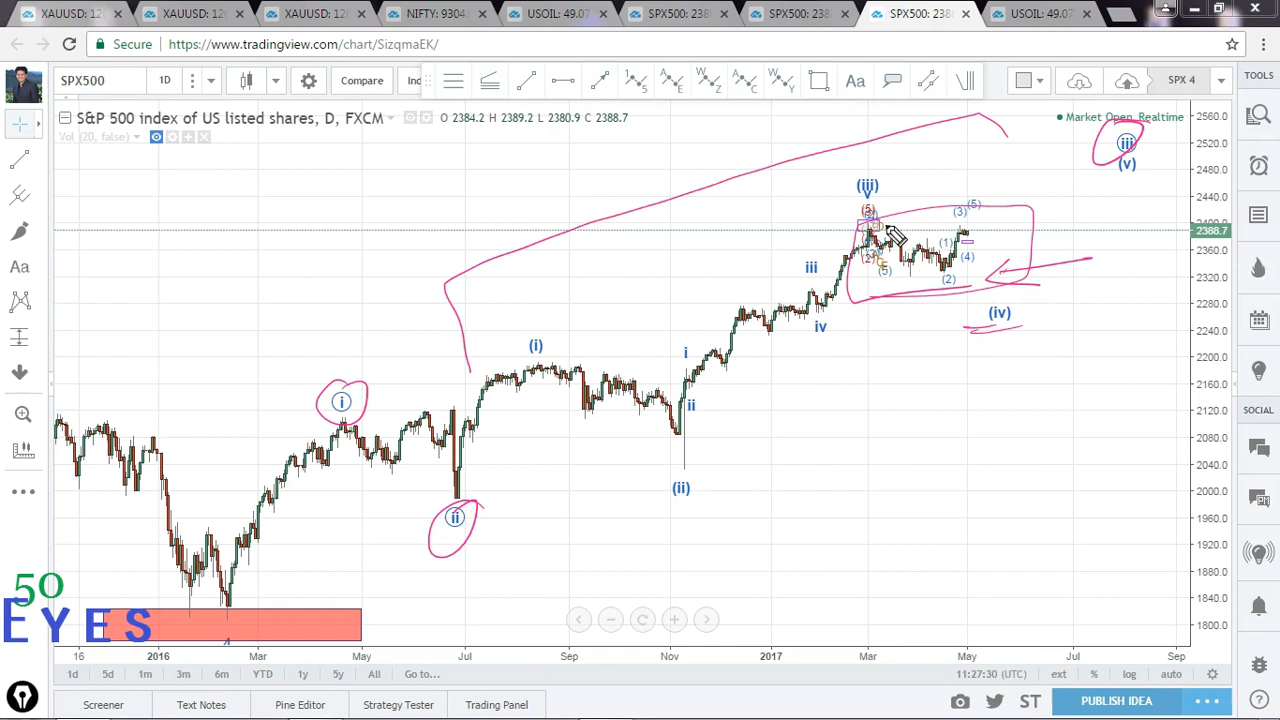 XAUUSD: 12
XAUUSD: 12
XAUUSD: 126
NIFTY: 9304.
USOIL: 49.07
SPX500: 238
SPX500: 238
SPX500: 238
USOIL: 49.07
Secure https://www.tradingview.com/chart/SizqmaEK/
SPX500 1D Compare Ind Aa SPX 4 TOOLS
S&P 500 index of US listed shares, D, FXCM O 2384.2 H 2389.2 L 2380.9 C 2388.7
Market Open, Realtime
Vol (20, false)
2560.0
2520.0
2480.0
2440.0
2400.0
2388.7
2360.0
2320.0
2280.0
2240.0
2200.0
2160.0
2120.0
2080.0
2040.0
2000.0
1960.0
1920.0
1880.0
1840.0
1800.0
iii
(v)
(iii)
v
(5)
(3) (5)
(1)
(2)
(4)
(5)
(2)
iii
iv
(iv)
(i)
i
ii
i
(ii)
ii
Aa
SOCIAL
50
EYES
4
16 2016 Mar May Jul Sep Nov 2017 Mar May Jul Sep
1d 5d 1m 3m 6m YTD 1y 5y All Go to... 11:27:30 (UTC) ext % log auto
Screener Text Notes Pine Editor Strategy T Trading Panel ST PUBLISH IDEA